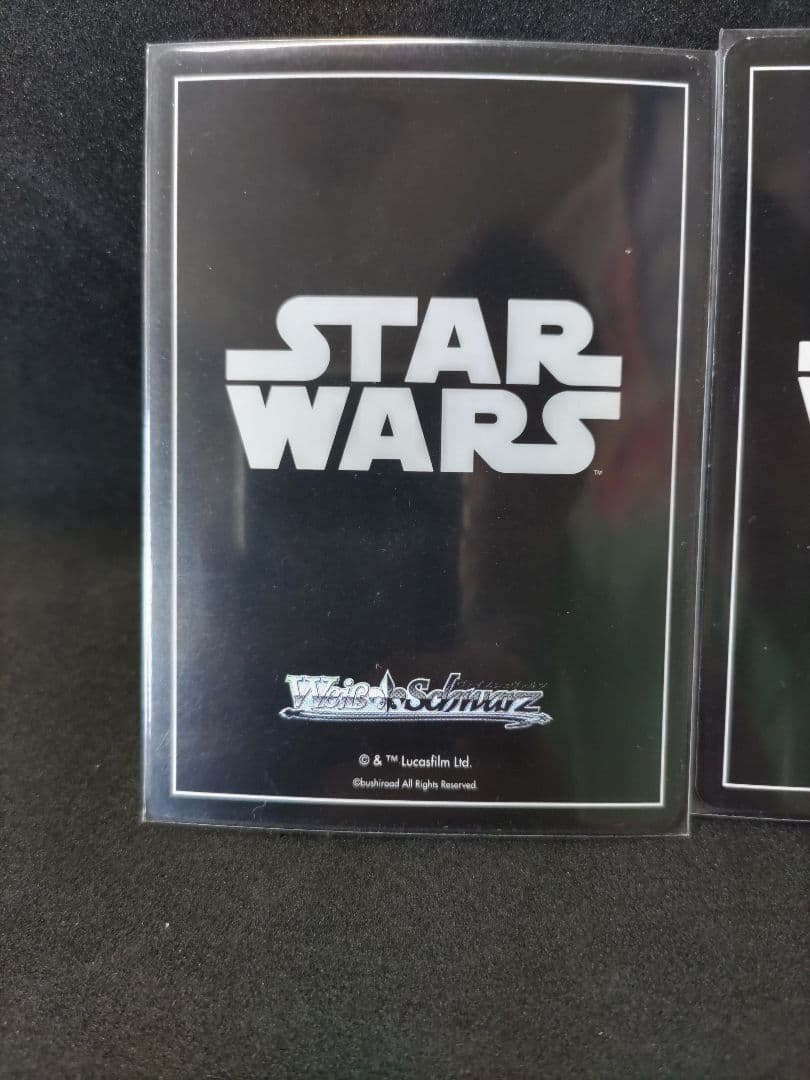 STAR
WARS
™
Weiß Schwarz
© & ™ Lucasfilm Ltd.
©bushiroad All Rights Reserved.